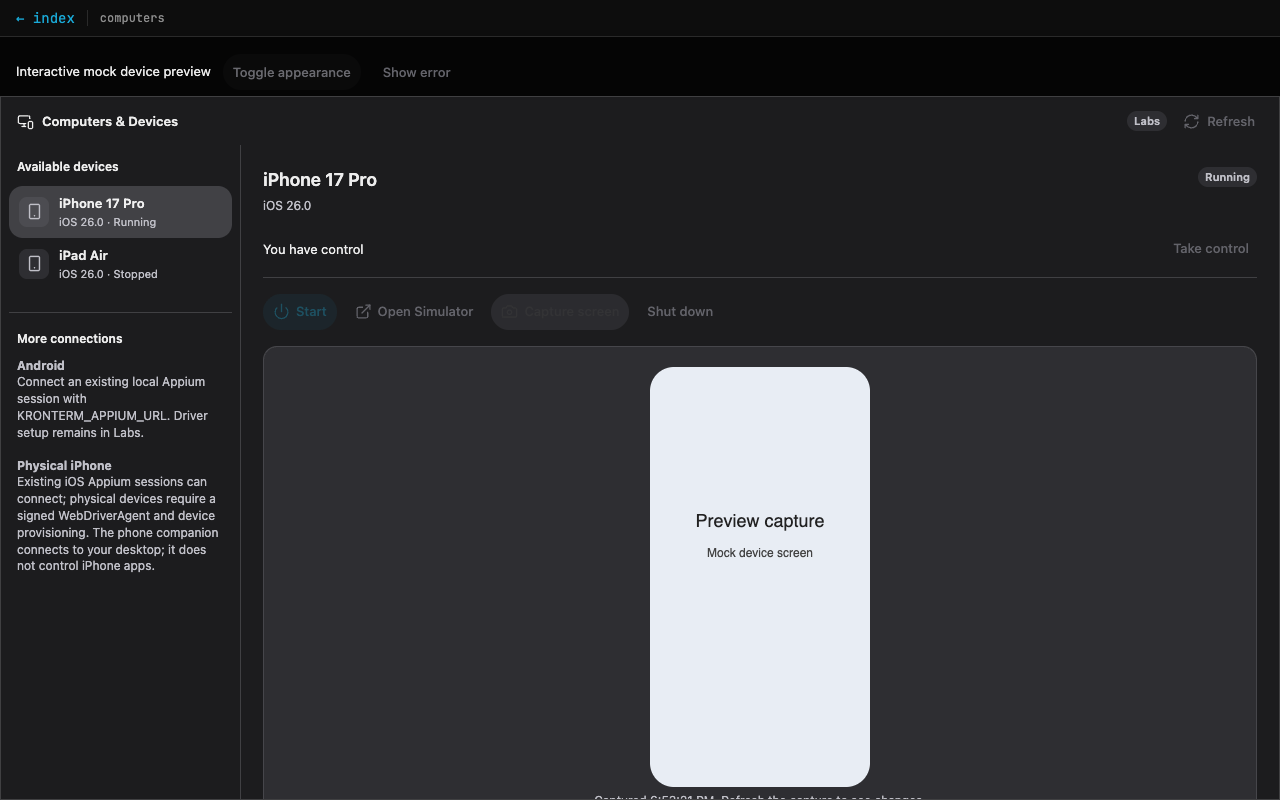 ← index
computers
Interactive mock device preview
Toggle appearance
Show error
Computers & Devices
Labs
Refresh
Available devices
iPhone 17 Pro
iOS 26.0 · Running
iPad Air
iOS 26.0 · Stopped
More connections
Android
Connect an existing local Appium
session with
KRONTERM_APPIUM_URL. Driver
setup remains in Labs.
Physical iPhone
Existing iOS Appium sessions can
connect; physical devices require a
signed WebDriverAgent and device
provisioning. The phone companion
connects to your desktop; it does
not control iPhone apps.
iPhone 17 Pro
Running
iOS 26.0
You have control
Take control
Start
Open Simulator
Capture screen
Shut down
Preview capture
Mock device screen